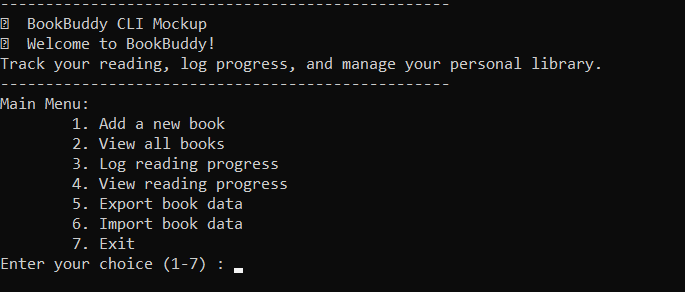 --------------------------------------------------
⍰  BookBuddy CLI Mockup
⍰  Welcome to BookBuddy!
Track your reading, log progress, and manage your personal library.
--------------------------------------------------
Main Menu:
        1. Add a new book
        2. View all books
        3. Log reading progress
        4. View reading progress
        5. Export book data
        6. Import book data
        7. Exit
Enter your choice (1-7) :